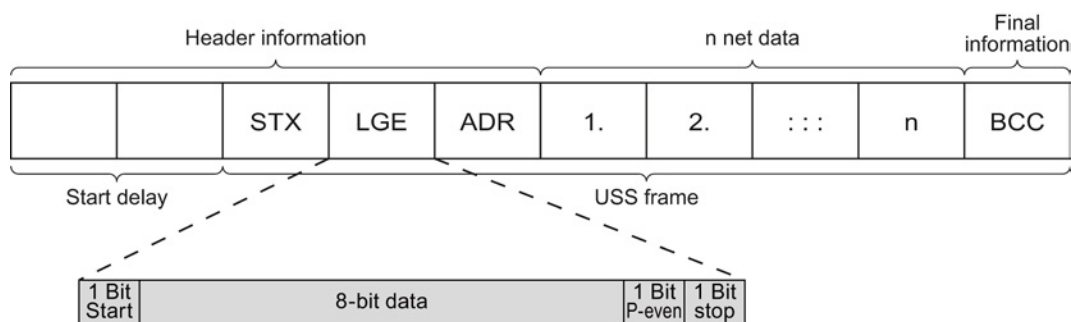 Header information
n net data
Final
information
STX
LGE
ADR
1.
2.
: : :
n
BCC
Start delay
USS frame
1 Bit
Start
8-bit data
1 Bit
P-even
1 Bit
stop